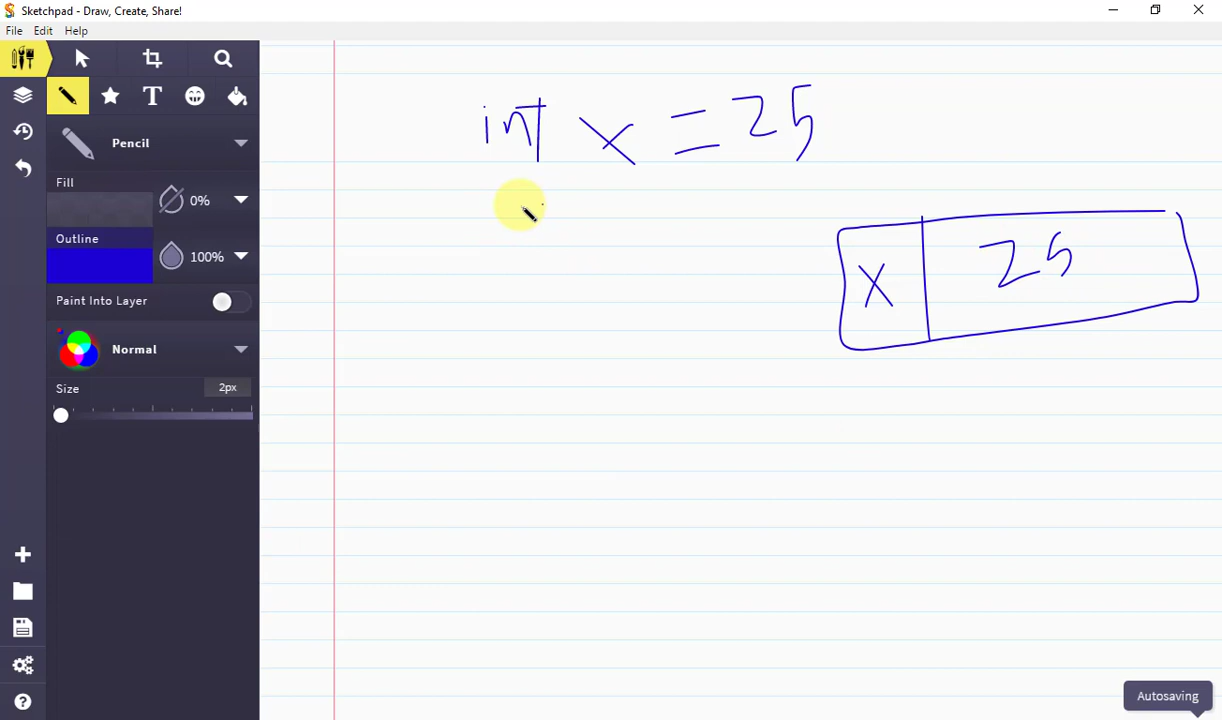 Sketchpad - Draw, Create, Share!
File Edit Help
T
Pencil
Fill
0%
Outline
100%
Paint Into Layer
Normal
Size
2px
int x = 25
x 25
Autosaving